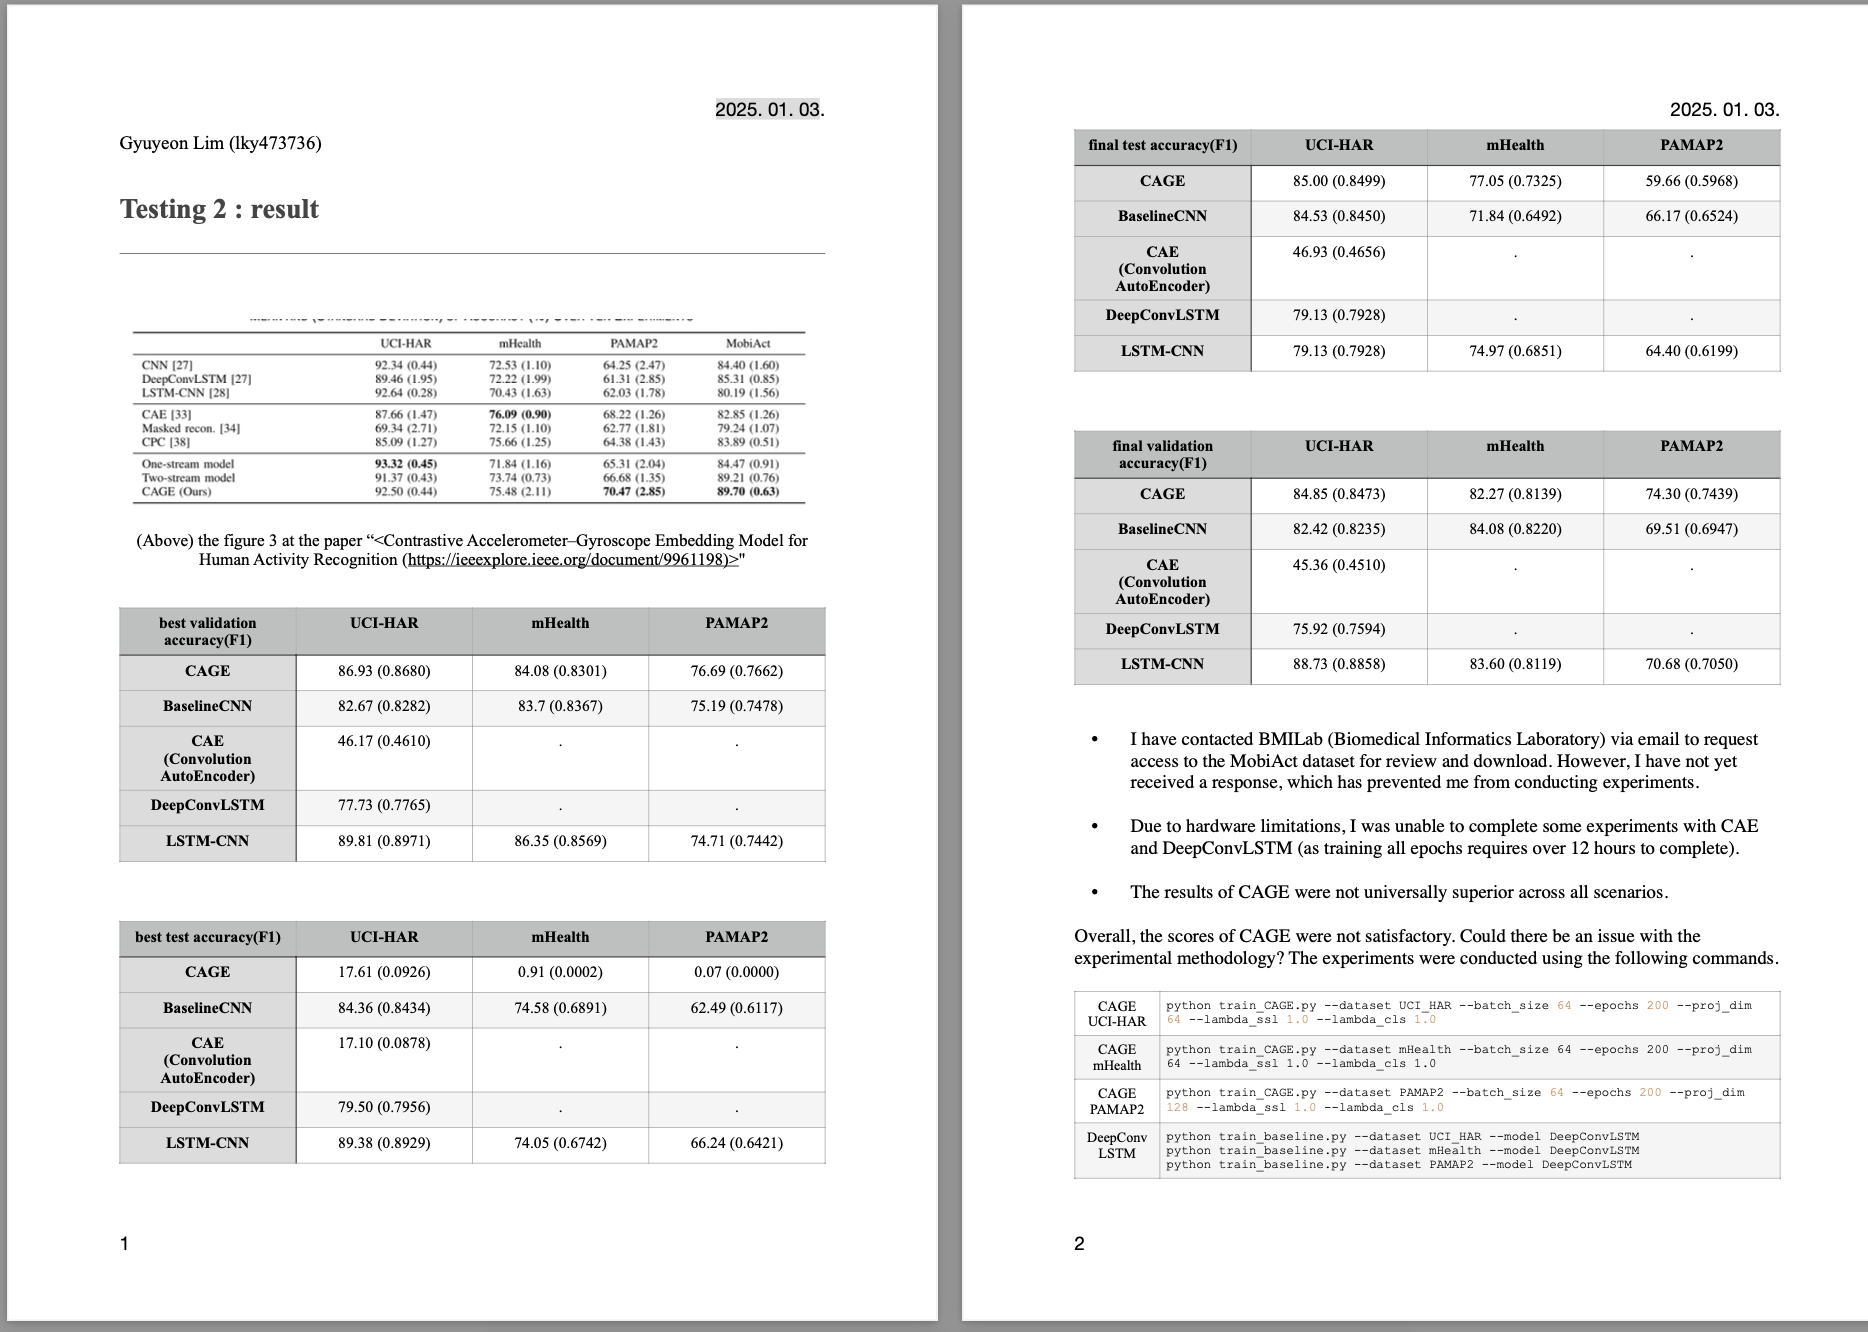 2025. 01. 03.
Gyuyeon Lim (lky473736)
Testing 2 : result
UCI-HAR mHealth PAMAP2 MobiAct
CNN [27] 92.34 (0.44) 72.53 (1.10) 64.25 (2.47) 84.40 (1.60)
DeepConvLSTM [27] 89.46 (1.95) 72.22 (1.99) 61.31 (2.85) 85.31 (0.85)
LSTM-CNN [28] 92.64 (0.28) 70.43 (1.63) 62.03 (1.78) 80.19 (1.56)
CAE [33] 87.66 (1.47) 76.09 (0.90) 68.22 (1.26) 82.85 (1.26)
Masked recon. [34] 69.34 (2.71) 72.15 (1.10) 62.77 (1.81) 79.24 (1.07)
CPC [38] 85.09 (1.27) 75.66 (1.25) 64.38 (1.43) 83.89 (0.51)
One-stream model 93.32 (0.45) 71.84 (1.16) 65.31 (2.04) 84.47 (0.91)
Two-stream model 91.37 (0.43) 73.74 (0.73) 66.68 (1.35) 89.21 (0.76)
CAGE (Ours) 92.50 (0.44) 75.48 (2.11) 70.47 (2.85) 89.70 (0.63)
(Above) the figure 3 at the paper “<Contrastive Accelerometer–Gyroscope Embedding Model for
Human Activity Recognition (https://ieeexplore.ieee.org/document/9961198)>"
best validation UCI-HAR mHealth PAMAP2
accuracy(F1)
CAGE 86.93 (0.8680) 84.08 (0.8301) 76.69 (0.7662)
BaselineCNN 82.67 (0.8282) 83.7 (0.8367) 75.19 (0.7478)
CAE 46.17 (0.4610) . .
(Convolution
AutoEncoder)
DeepConvLSTM 77.73 (0.7765) . .
LSTM-CNN 89.81 (0.8971) 86.35 (0.8569) 74.71 (0.7442)
best test accuracy(F1) UCI-HAR mHealth PAMAP2
CAGE 17.61 (0.0926) 0.91 (0.0002) 0.07 (0.0000)
BaselineCNN 84.36 (0.8434) 74.58 (0.6891) 62.49 (0.6117)
CAE 17.10 (0.0878) . .
(Convolution
AutoEncoder)
DeepConvLSTM 79.50 (0.7956) . .
LSTM-CNN 89.38 (0.8929) 74.05 (0.6742) 66.24 (0.6421)
1
2025. 01. 03.
final test accuracy(F1) UCI-HAR mHealth PAMAP2
CAGE 85.00 (0.8499) 77.05 (0.7325) 59.66 (0.5968)
BaselineCNN 84.53 (0.8450) 71.84 (0.6492) 66.17 (0.6524)
CAE 46.93 (0.4656) . .
(Convolution
AutoEncoder)
DeepConvLSTM 79.13 (0.7928) . .
LSTM-CNN 79.13 (0.7928) 74.97 (0.6851) 64.40 (0.6199)
final validation UCI-HAR mHealth PAMAP2
accuracy(F1)
CAGE 84.85 (0.8473) 82.27 (0.8139) 74.30 (0.7439)
BaselineCNN 82.42 (0.8235) 84.08 (0.8220) 69.51 (0.6947)
CAE 45.36 (0.4510) . .
(Convolution
AutoEncoder)
DeepConvLSTM 75.92 (0.7594) . .
LSTM-CNN 88.73 (0.8858) 83.60 (0.8119) 70.68 (0.7050)
• I have contacted BMILab (Biomedical Informatics Laboratory) via email to request
access to the MobiAct dataset for review and download. However, I have not yet
received a response, which has prevented me from conducting experiments.
• Due to hardware limitations, I was unable to complete some experiments with CAE
and DeepConvLSTM (as training all epochs requires over 12 hours to complete).
• The results of CAGE were not universally superior across all scenarios.
Overall, the scores of CAGE were not satisfactory. Could there be an issue with the
experimental methodology? The experiments were conducted using the following commands.
CAGE python train_CAGE.py --dataset UCI_HAR --batch_size 64 --epochs 200 --proj_dim
UCI-HAR 64 --lambda_ssl 1.0 --lambda_cls 1.0
CAGE python train_CAGE.py --dataset mHealth --batch_size 64 --epochs 200 --proj_dim
mHealth 64 --lambda_ssl 1.0 --lambda_cls 1.0
CAGE python train_CAGE.py --dataset PAMAP2 --batch_size 64 --epochs 200 --proj_dim
PAMAP2 128 --lambda_ssl 1.0 --lambda_cls 1.0
DeepConv python train_baseline.py --dataset UCI_HAR --model DeepConvLSTM
LSTM python train_baseline.py --dataset mHealth --model DeepConvLSTM
python train_baseline.py --dataset PAMAP2 --model DeepConvLSTM
2